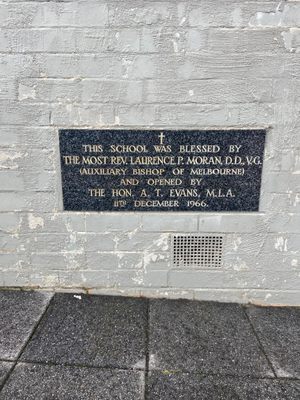 THIS SCHOOL WAS BLESSED BY
THE MOST REV. LAURENCE P. MORAN, D.D., V.G.
(AUXILIARY BISHOP OF MELBOURNE)
AND OPENED BY
THE HON. A. T. EVANS, M.L.A.
11TH DECEMBER 1966.